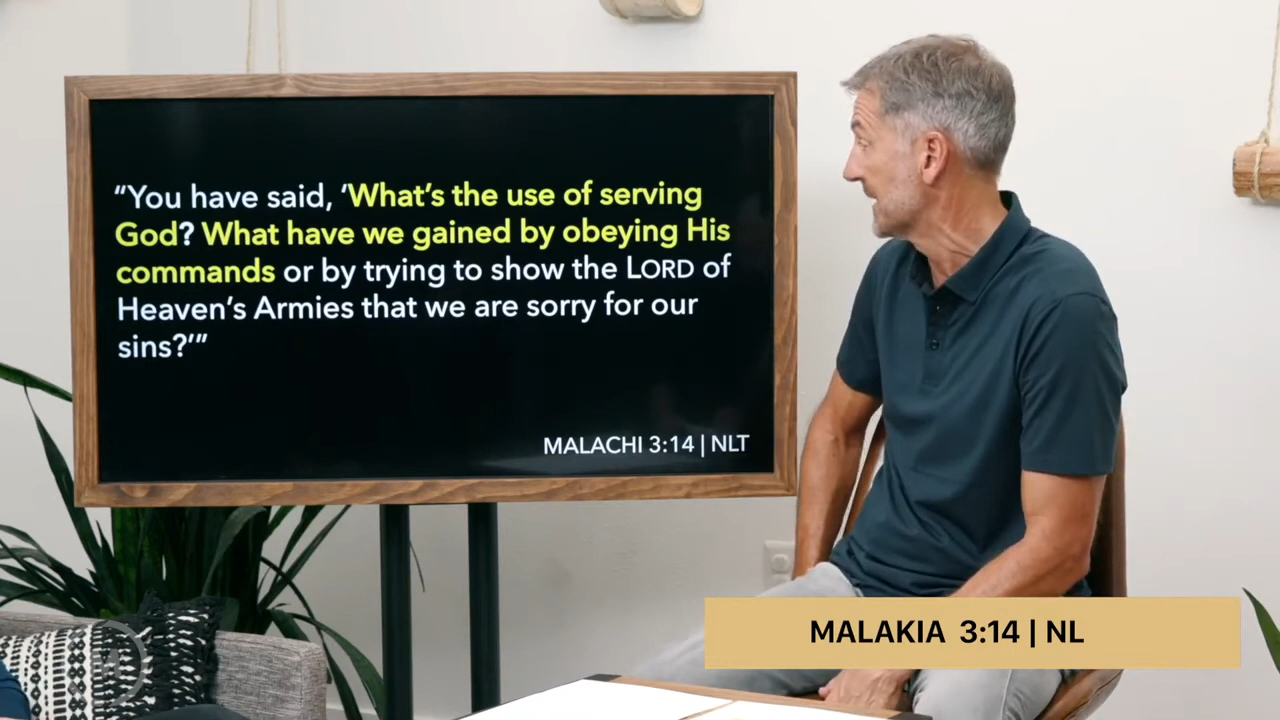 “You have said, ‘What’s the use of serving
God? What have we gained by obeying His
commands or by trying to show the LORD of
Heaven’s Armies that we are sorry for our
sins?’”
MALACHI 3:14 | NLT
MALAKIA 3:14 | NL